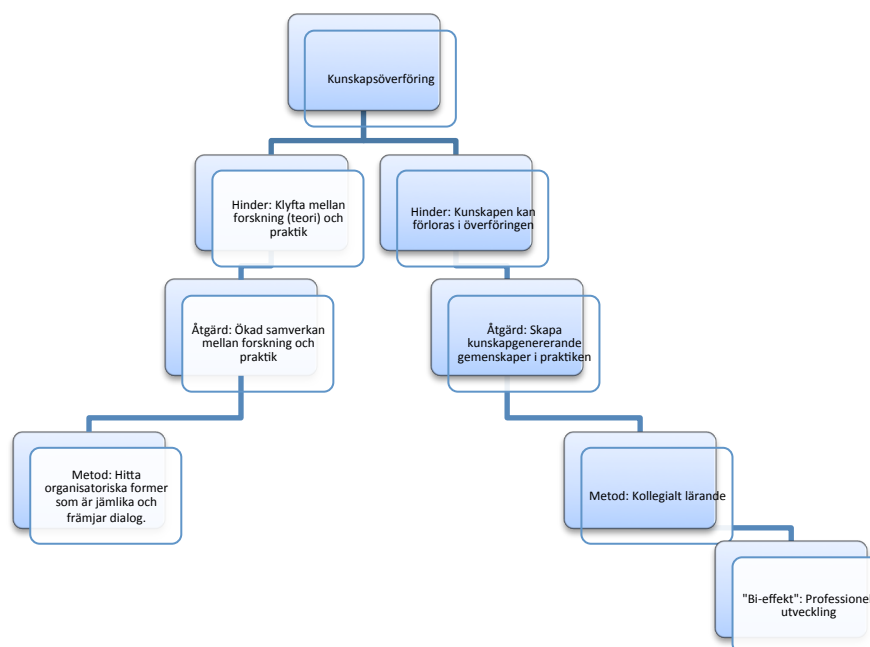 Kunskapsöverföring
Hinder: Klyfta mellan
forskning (teori) och
praktik
Hinder: Kunskapen kan
förloras i överföringen
Åtgärd: Ökad samverkan
mellan forskning och
praktik
Åtgärd: Skapa
kunskapgenererande
gemenskaper i praktiken
Metod: Hitta
organisatoriska former
som är jämlika och
främjar dialog.
Metod: Kollegialt lärande
"Bi-effekt": Professionel
utveckling